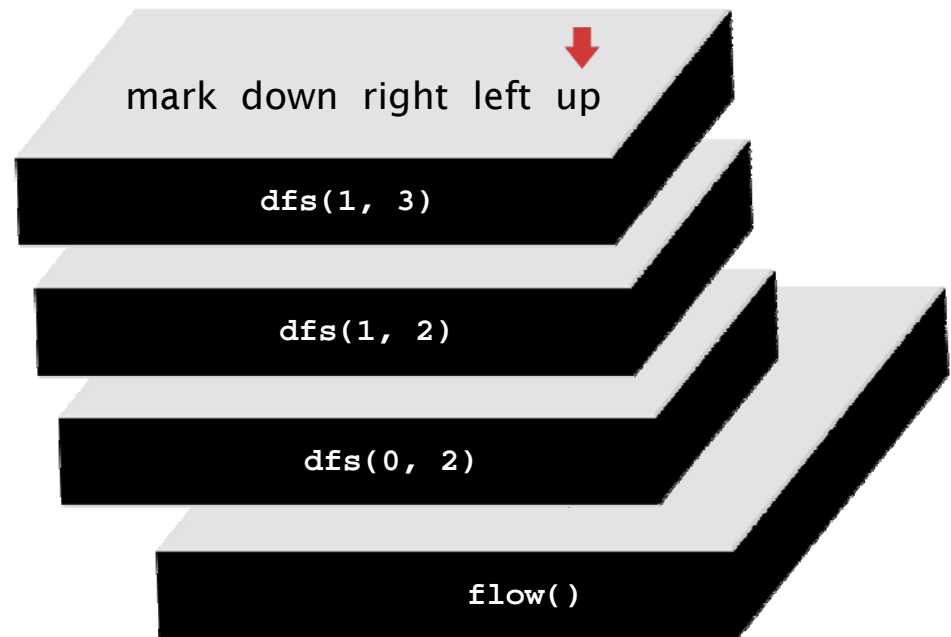 mark down right left up
dfs(1, 3)
dfs(1, 2)
dfs(0, 2)
flow()